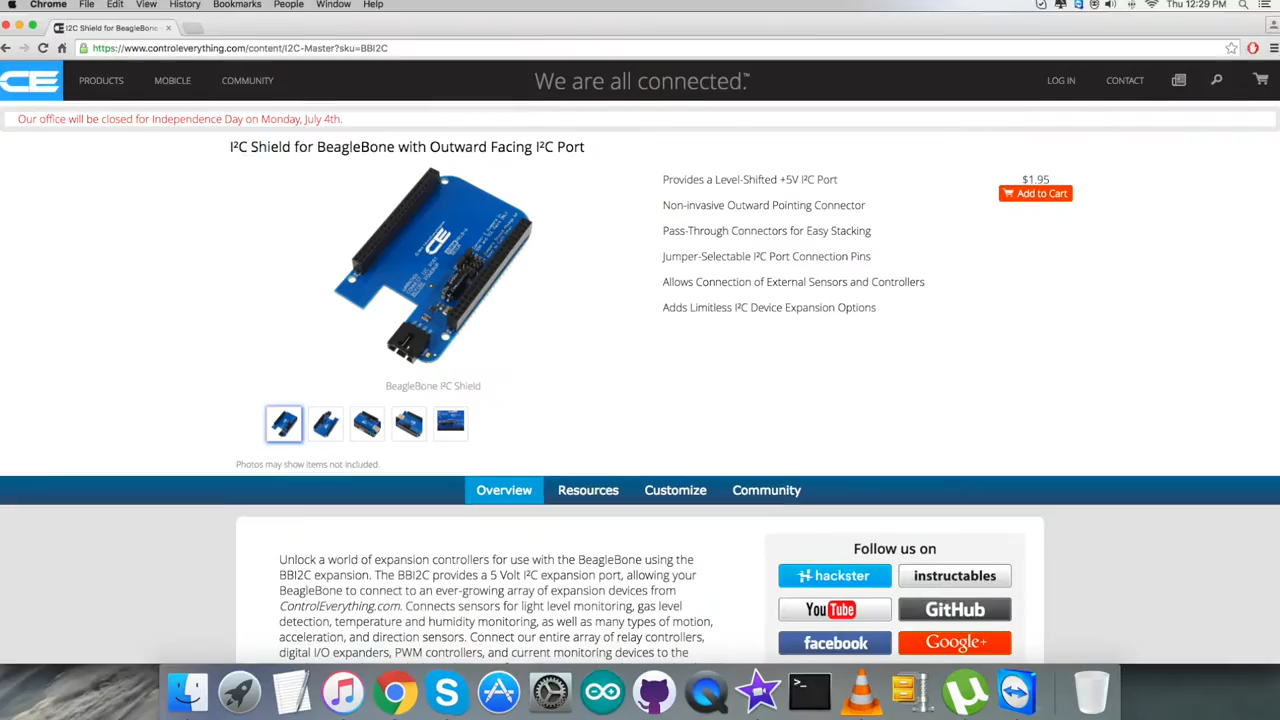 Chrome File Edit View History Bookmarks People Window Help Thu 12:29 PM
I2C Shield for BeagleBone
https://www.controleverything.com/content/I2C-Master?sku=BBI2C
CE PRODUCTS MOBICLE COMMUNITY We are all connected.™ LOG IN CONTACT
Our office will be closed for Independence Day on Monday, July 4th.
I²C Shield for BeagleBone with Outward Facing I²C Port
Provides a Level-Shifted +5V I²C Port
$1.95
Add to Cart
Non-invasive Outward Pointing Connector
Pass-Through Connectors for Easy Stacking
Jumper-Selectable I²C Port Connection Pins
Allows Connection of External Sensors and Controllers
Adds Limitless I²C Device Expansion Options
CE
BeagleBone I²C Shield
Photos may show items not included.
Overview Resources Customize Community
Unlock a world of expansion controllers for use with the BeagleBone using the
BBI2C expansion. The BBI2C provides a 5 Volt I²C expansion port, allowing your
BeagleBone to connect to an ever-growing array of expansion devices from
ControlEverything.com. Connects sensors for light level monitoring, gas level
detection, temperature and humidity monitoring, as well as many types of motion,
acceleration, and direction sensors. Connect our entire array of relay controllers,
digital I/O expanders, PWM controllers, and current monitoring devices to the
Follow us on
hackster instructables
YouTube GitHub
facebook Google+